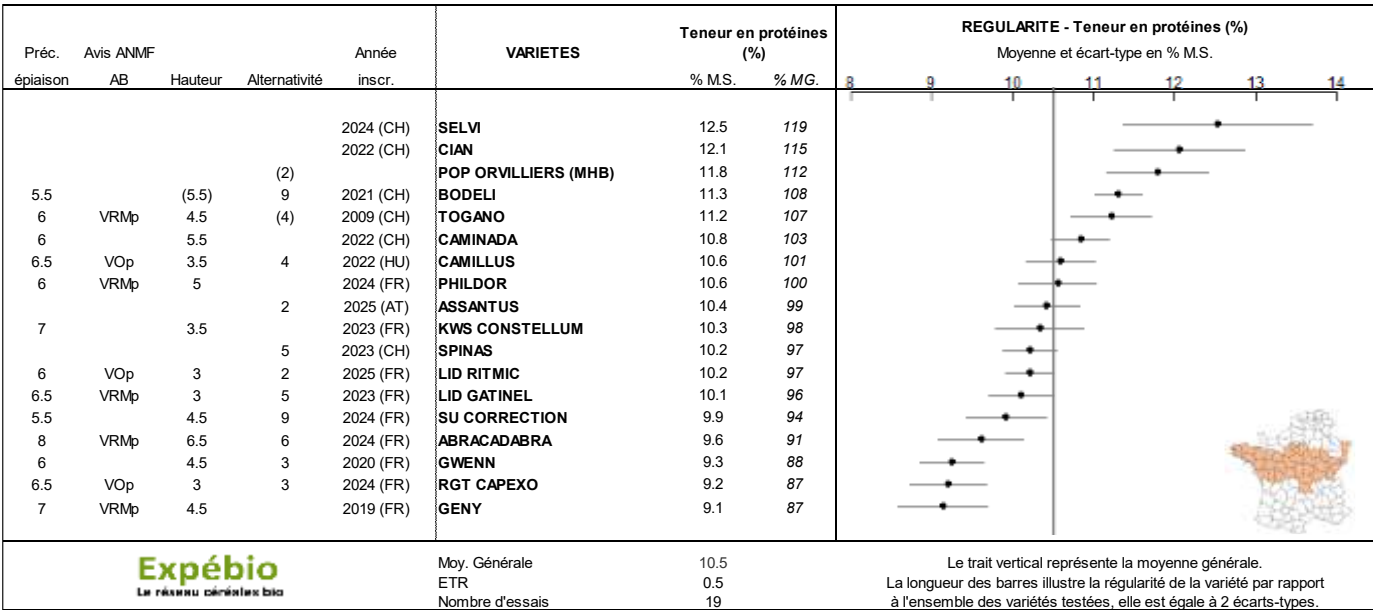 Teneur en protéines
REGULARITE - Teneur en protéines (%)
Préc. Avis ANMF Année VARIETES (%) Moyenne et écart-type en % M.S.
épiaison AB Hauteur Alternativité inscr. % M.S. % MG. 8 9 10 11 12 13 14
2024 (CH) SELVI 12.5 119
2022 (CH) CIAN 12.1 115
(2) POP ORVILLIERS (MHB) 11.8 112
5.5 (5.5) 9 2021 (CH) BODELI 11.3 108
6 VRMp 4.5 (4) 2009 (CH) TOGANO 11.2 107
6 5.5 2022 (CH) CAMINADA 10.8 103
6.5 VOp 3.5 4 2022 (HU) CAMILLUS 10.6 101
6 VRMp 5 2024 (FR) PHILDOR 10.6 100
2 2025 (AT) ASSANTUS 10.4 99
7 3.5 2023 (FR) KWS CONSTELLUM 10.3 98
5 2023 (CH) SPINAS 10.2 97
6 VOp 3 2 2025 (FR) LID RITMIC 10.2 97
6.5 VRMp 3 5 2023 (FR) LID GATINEL 10.1 96
5.5 4.5 9 2024 (FR) SU CORRECTION 9.9 94
8 VRMp 6.5 6 2024 (FR) ABRACADABRA 9.6 91
6 4.5 3 2020 (FR) GWENN 9.3 88
6.5 VOp 3 3 2024 (FR) RGT CAPEXO 9.2 87
7 VRMp 4.5 2019 (FR) GENY 9.1 87
Expébio
Le réseau céréales bio
Moy. Générale 10.5
ETR 0.5
Nombre d'essais 19
Le trait vertical représente la moyenne générale.
La longueur des barres illustre la régularité de la variété par rapport
à l'ensemble des variétés testées, elle est égale à 2 écarts-types.